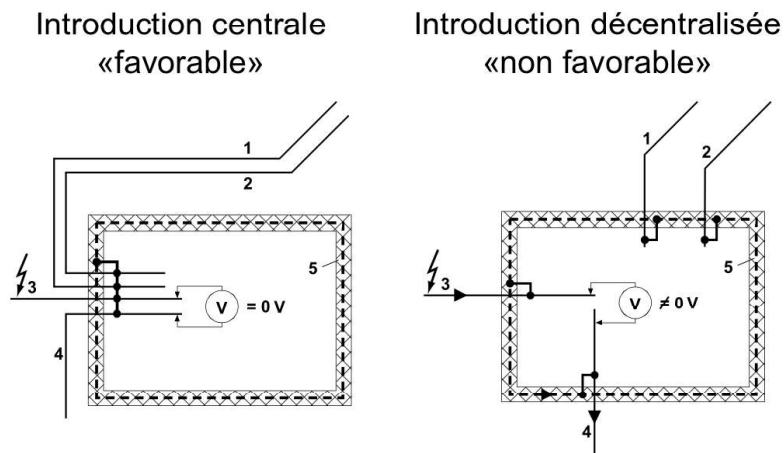 Introduction centrale
«favorable»
1
2
3
4
5
V
= 0 V
Introduction décentralisée
«non favorable»
1
2
3
4
5
V
≠ 0 V